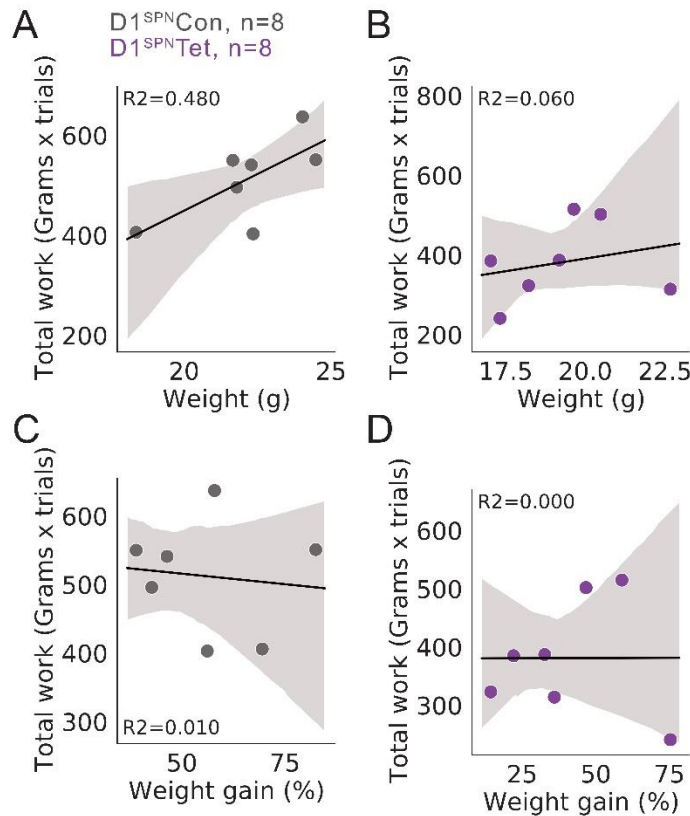 A
D1SPNCon, n=8
D1SPNTet, n=8
B
R2=0.480
Total work (Grams x trials)
600
400
200
20
25
Weight (g)
R2=0.060
Total work (Grams x trials)
800
600
400
200
17.5
20.0
22.5
Weight (g)
C
Total work (Grams x trials)
600
500
400
300
R2=0.010
50
75
Weight gain (%)
D
R2=0.000
Total work (Grams x trials)
600
500
400
300
25
50
75
Weight gain (%)